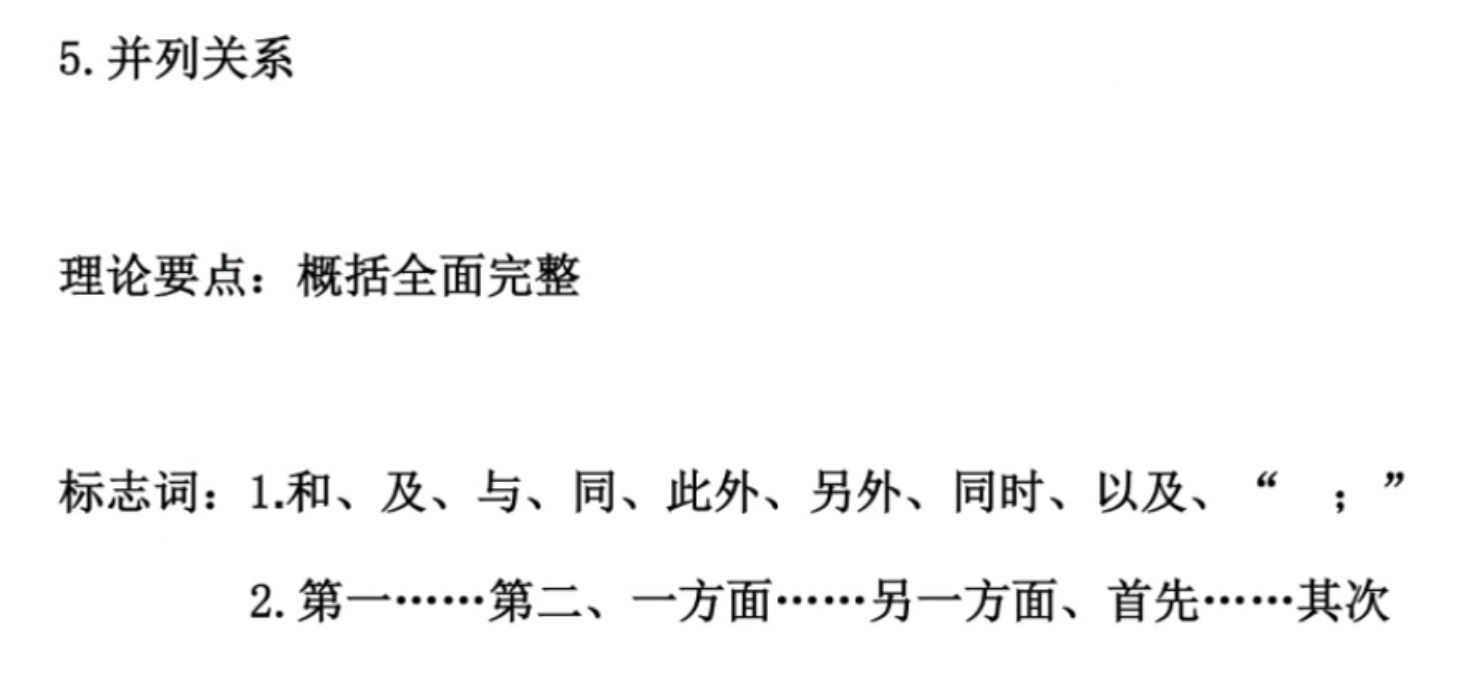 5.并列关系
理论要点：概括全面完整
标志词：1.和、及、与、同、此外、另外、同时、以及、“ ；”
2.第一……第二、一方面……另一方面、首先……其次